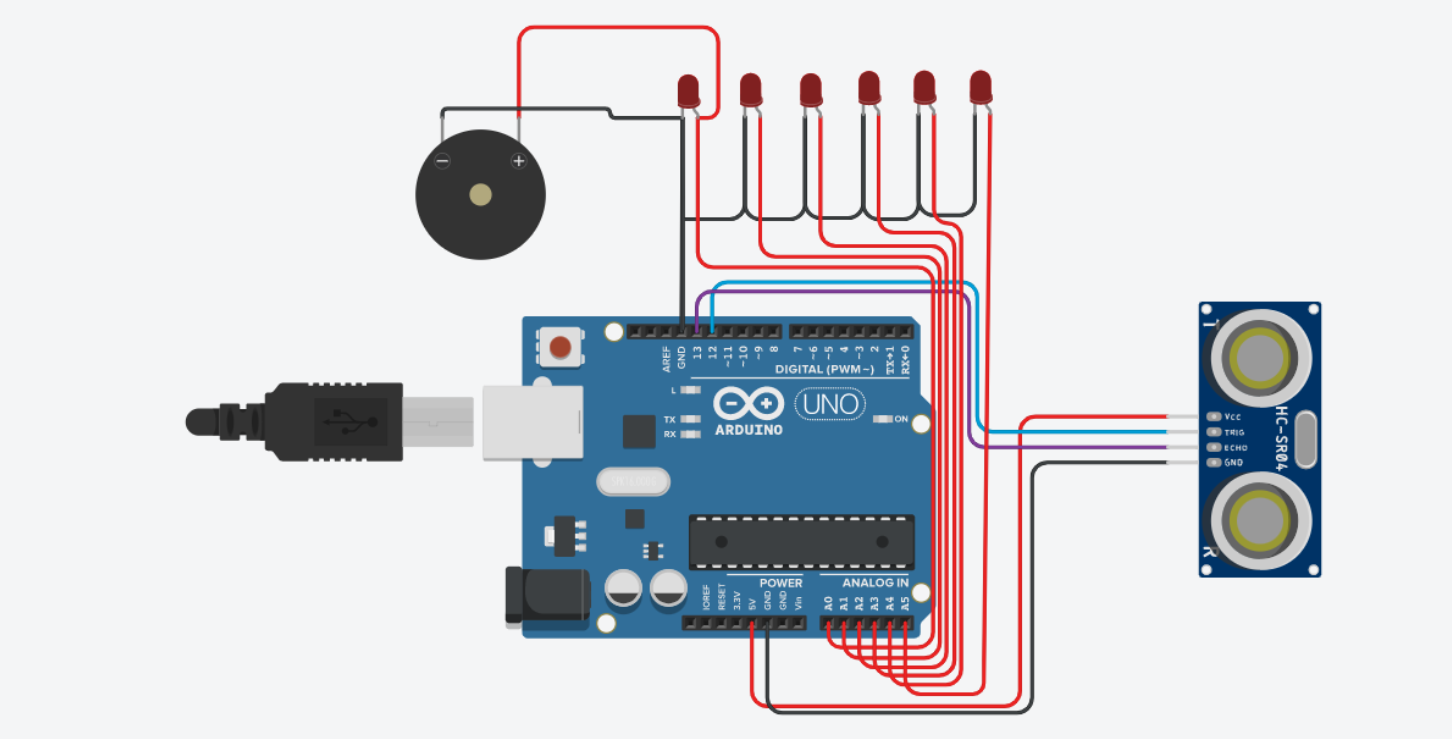 − +
AREF
GND
13
12
~11
~10
~9
8
7
~6
~5
4
~3
2
TX→1
RX←0
DIGITAL (PWM~)
L
TX
RX
ON
UNO
ARDUINO
POWER
ANALOG IN
IOREF
RESET
3.3V
5V
GND
GND
Vin
A0
A1
A2
A3
A4
A5
T
VCC
TRIG
ECHO
GND
HC-SR04
R